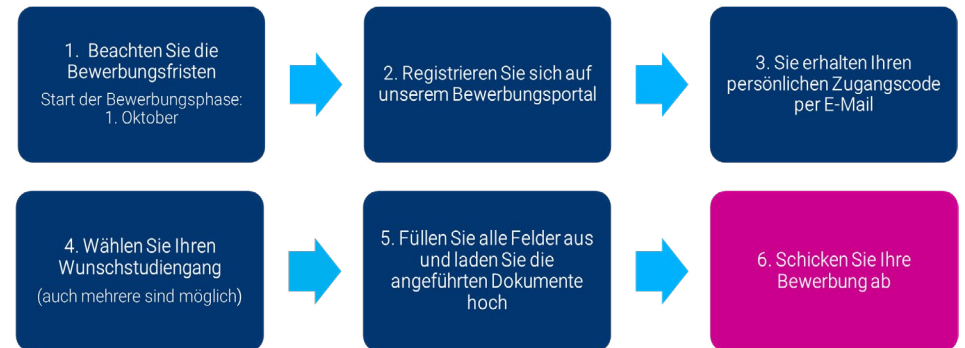 1. Beachten Sie die
Bewerbungsfristen
Start der Bewerbungsphase:
1. Oktober
2. Registrieren Sie sich auf
unserem Bewerbungsportal
3. Sie erhalten Ihren
persönlichen Zugangscode
per E-Mail
4. Wählen Sie Ihren
Wunschstudiengang
(auch mehrere sind möglich)
5. Füllen Sie alle Felder aus
und laden Sie die
angeführten Dokumente
hoch
6. Schicken Sie Ihre
Bewerbung ab